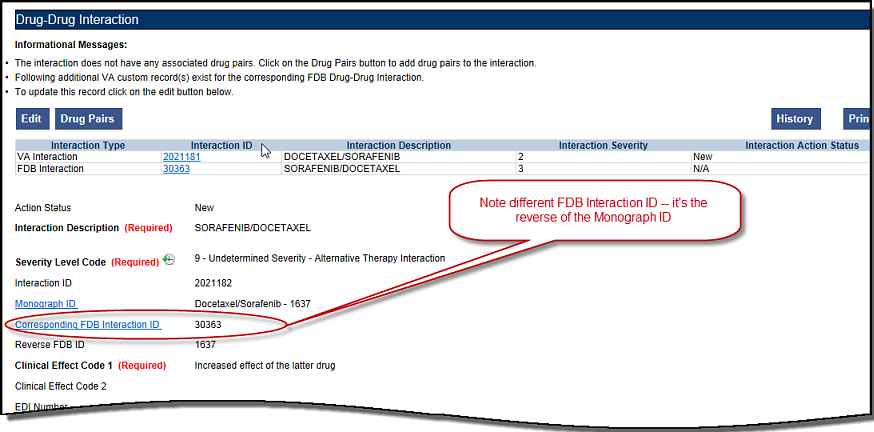 Drug-Drug Interaction
Informational Messages:
• The interaction does not have any associated drug pairs. Click on the Drug Pairs button to add drug pairs to the interaction.
• Following additional VA custom record(s) exist for the corresponding FDB Drug-Drug Interaction.
• To update this record click on the edit button below.
Edit Drug Pairs History Prin
Interaction Type Interaction ID Interaction Description Interaction Severity Interaction Action Status
VA Interaction 2021181 DOCETAXEL/SORAFENIB 2 New
FDB Interaction 30363 SORAFENIB/DOCETAXEL 3 N/A
Note different FDB Interaction ID -- it's the
reverse of the Monograph ID
Action Status New
Interaction Description (Required) SORAFENIB/DOCETAXEL
Severity Level Code (Required) 9 - Undetermined Severity - Alternative Therapy Interaction
Interaction ID 2021182
Monograph ID Docetaxel/Sorafenib - 1637
Corresponding FDB Interaction ID 30363
Reverse FDB ID 1637
Clinical Effect Code 1 (Required) Increased effect of the latter drug
Clinical Effect Code 2
EDI Number